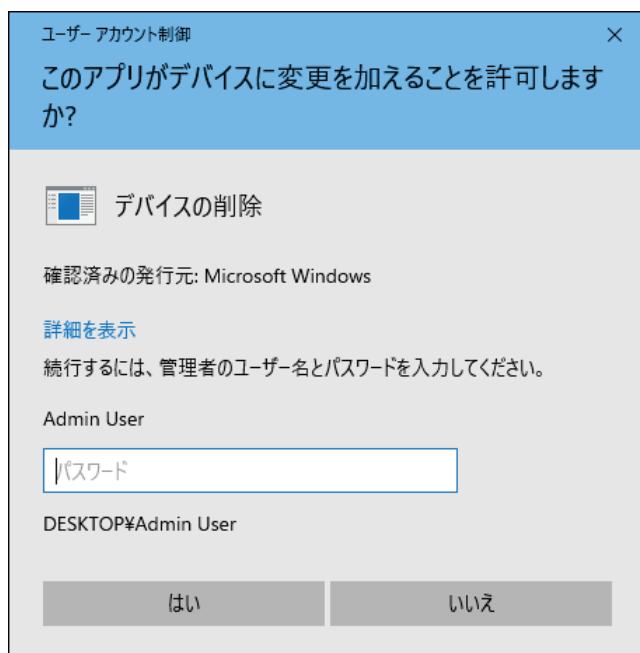 ユーザー アカウント制御
このアプリがデバイスに変更を加えることを許可します
か?
デバイスの削除
確認済みの発行元: Microsoft Windows
詳細を表示
続行するには、管理者のユーザー名とパスワードを入力してください。
Admin User
パスワード
DESKTOP¥Admin User
はい
いいえ